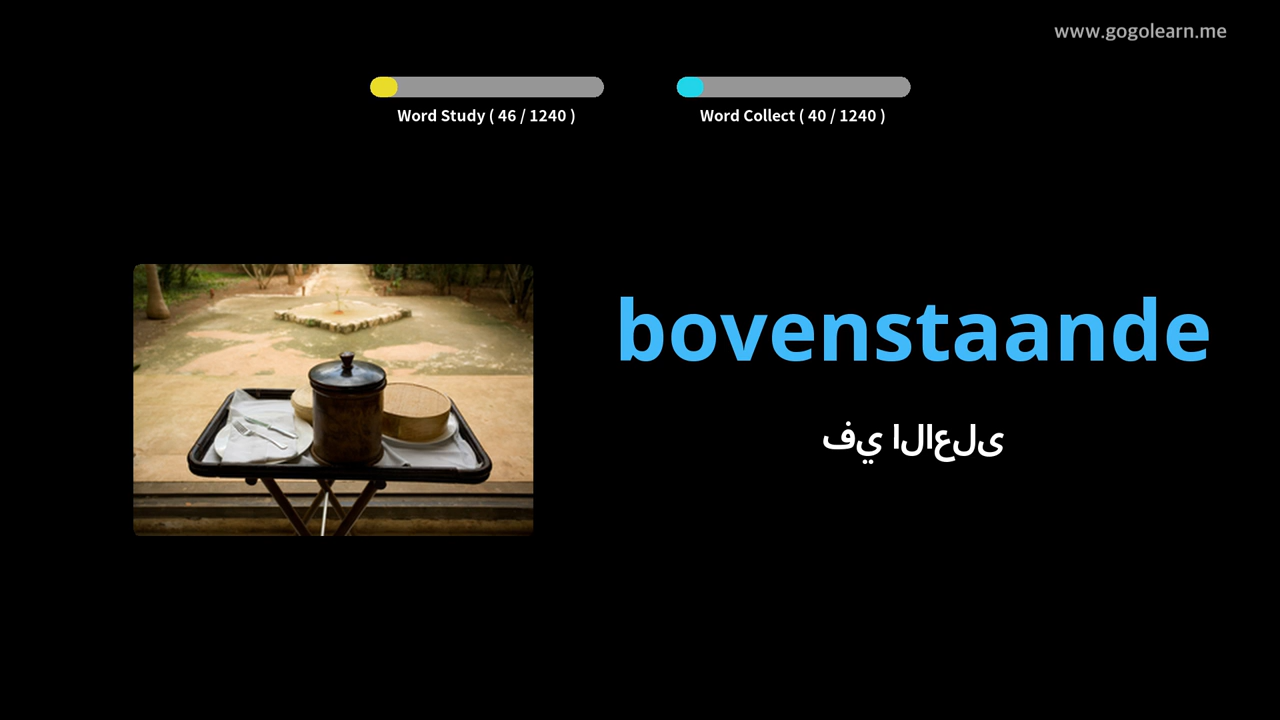 www.gogolearn.me
Word Study ( 46 / 1240 )
Word Collect ( 40 / 1240 )
bovenstaande
في الاعلى